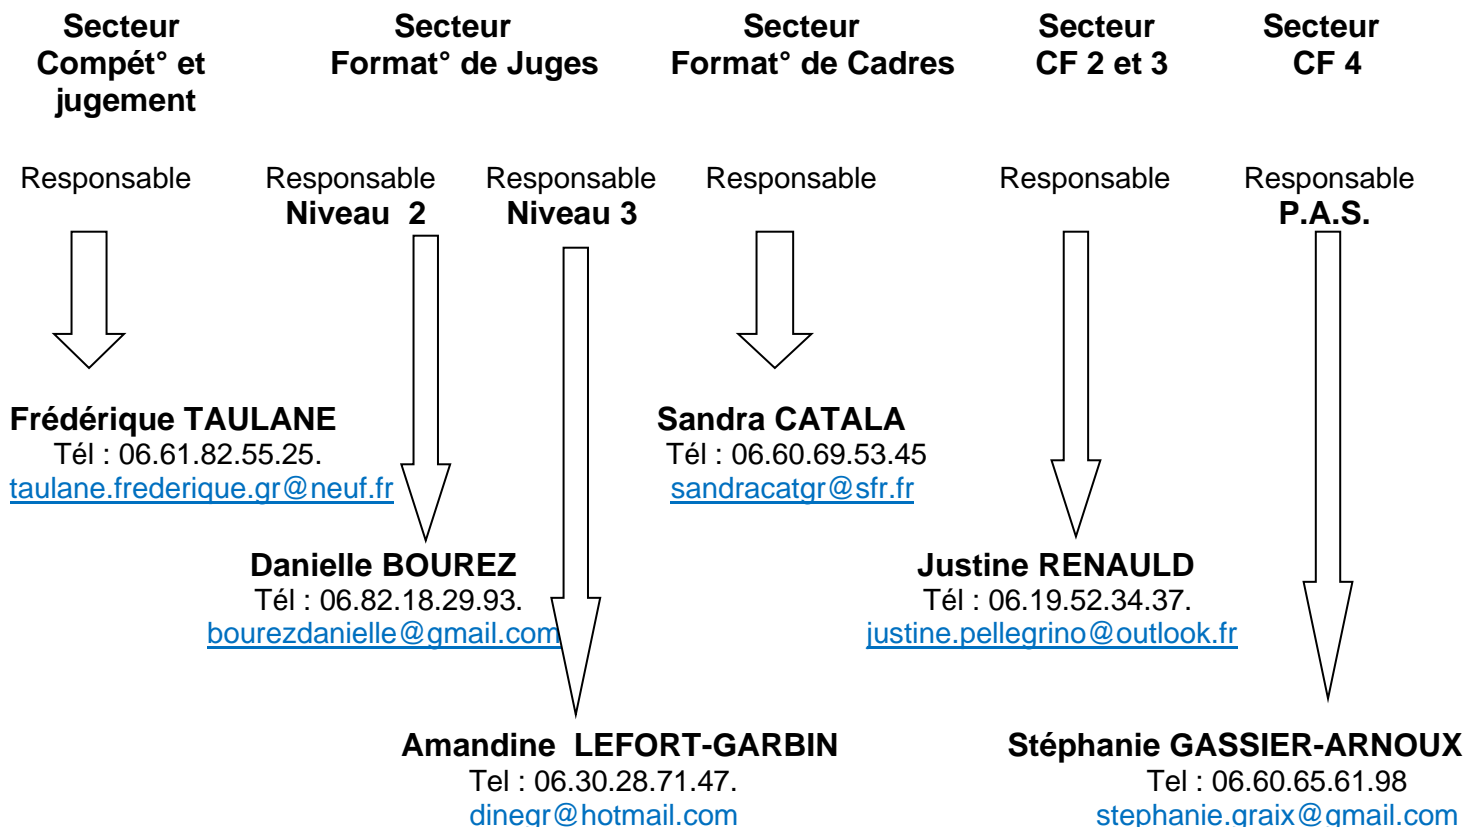 Secteur
Compét° et
jugement
Secteur
Format° de Juges
Secteur
Format° de Cadres
Secteur
CF 2 et 3
Secteur
CF 4
Responsable
Responsable
Niveau 2
Responsable
Niveau 3
Responsable
Responsable
Responsable
P.A.S.
Frédérique TAULANE
Tél : 06.61.82.55.25.
taulane.frederique.gr@neuf.fr
Sandra CATALA
Tél : 06.60.69.53.45
sandracatgr@sfr.fr
Danielle BOUREZ
Tél : 06.82.18.29.93.
bourezdanielle@gmail.com
Justine RENAULD
Tél : 06.19.52.34.37.
justine.pellegrino@outlook.fr
Amandine LEFORT-GARBIN
Tel : 06.30.28.71.47.
dinegr@hotmail.com
Stéphanie GASSIER-ARNOUX
Tel : 06.60.65.61.98
stephanie.graix@gmail.com